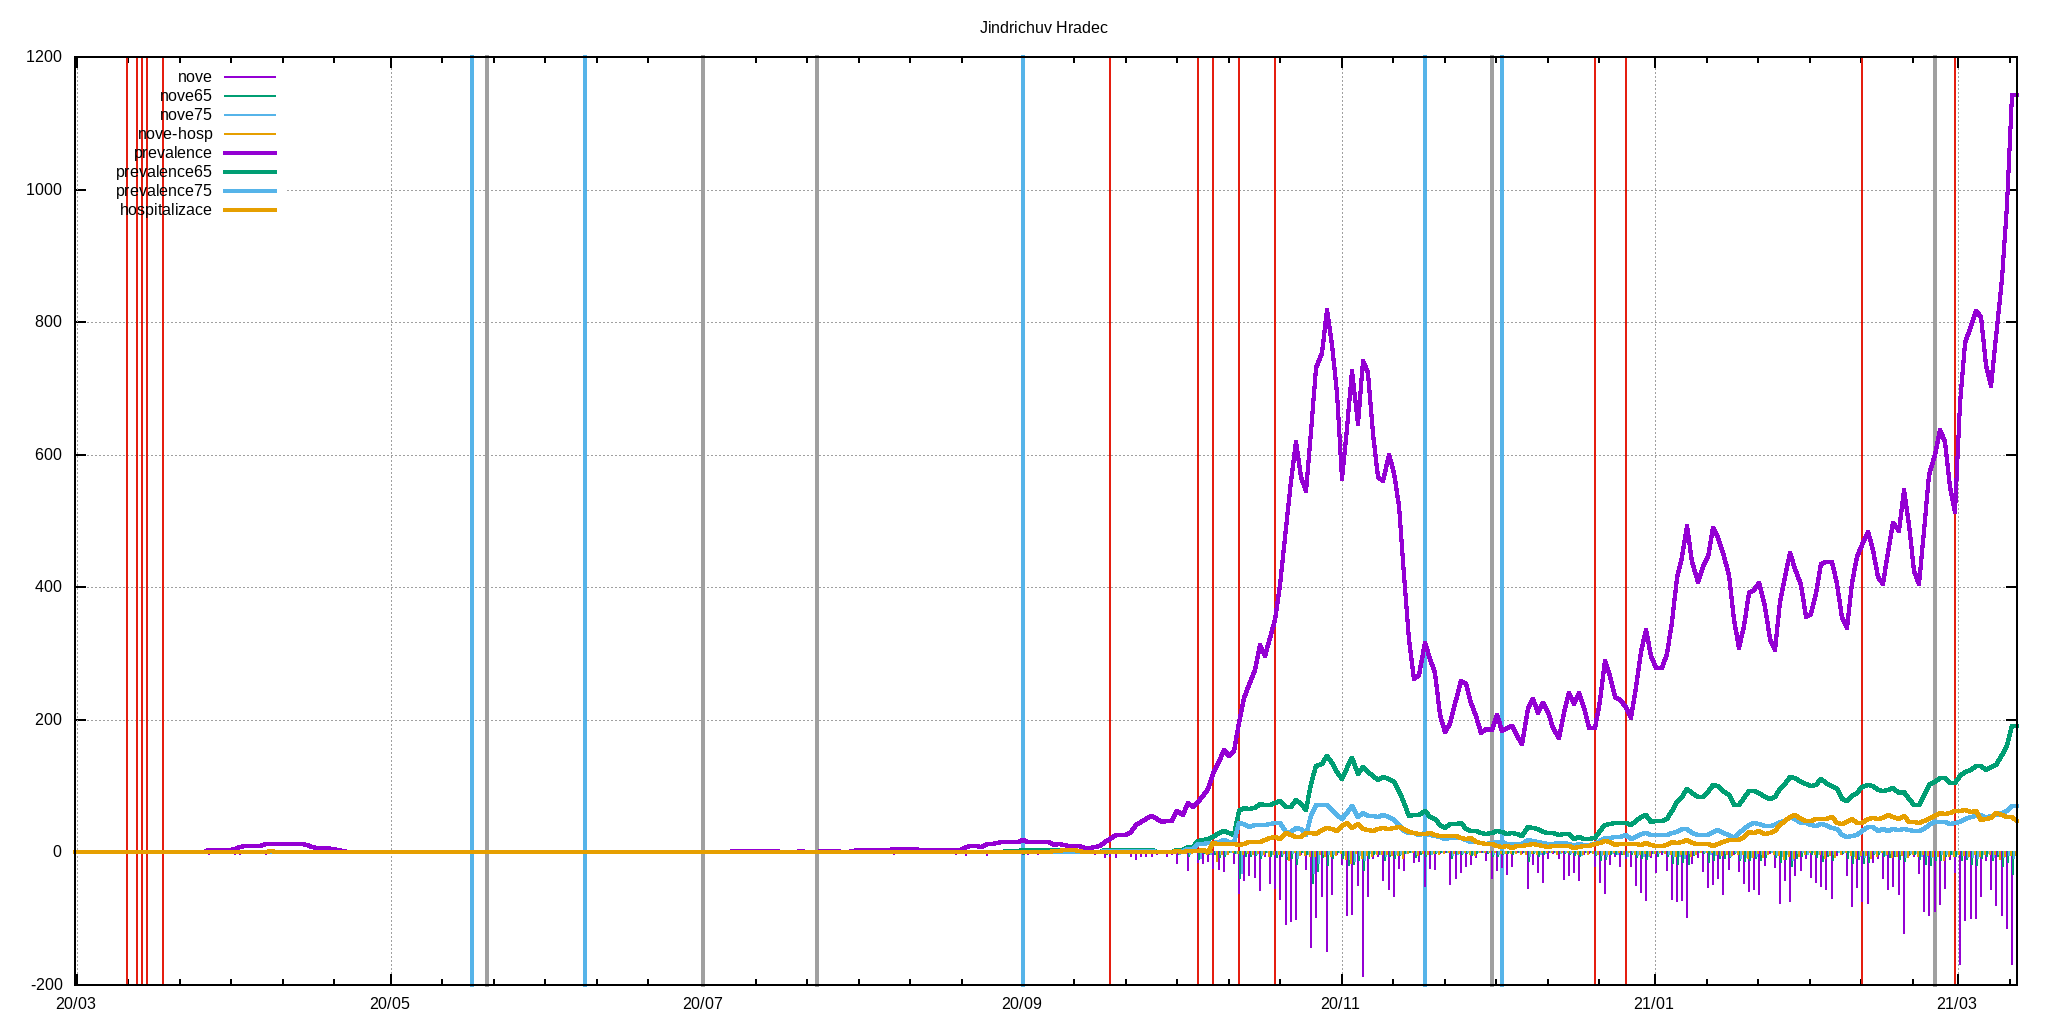 Jindrichuv Hradec
1200
1000
800
600
400
200
0
-200
nove
nove65
nove75
nove-hosp
prevalence
prevalence65
prevalence75
hospitalizace
20/03 20/05 20/07 20/09 20/11 21/01 21/03